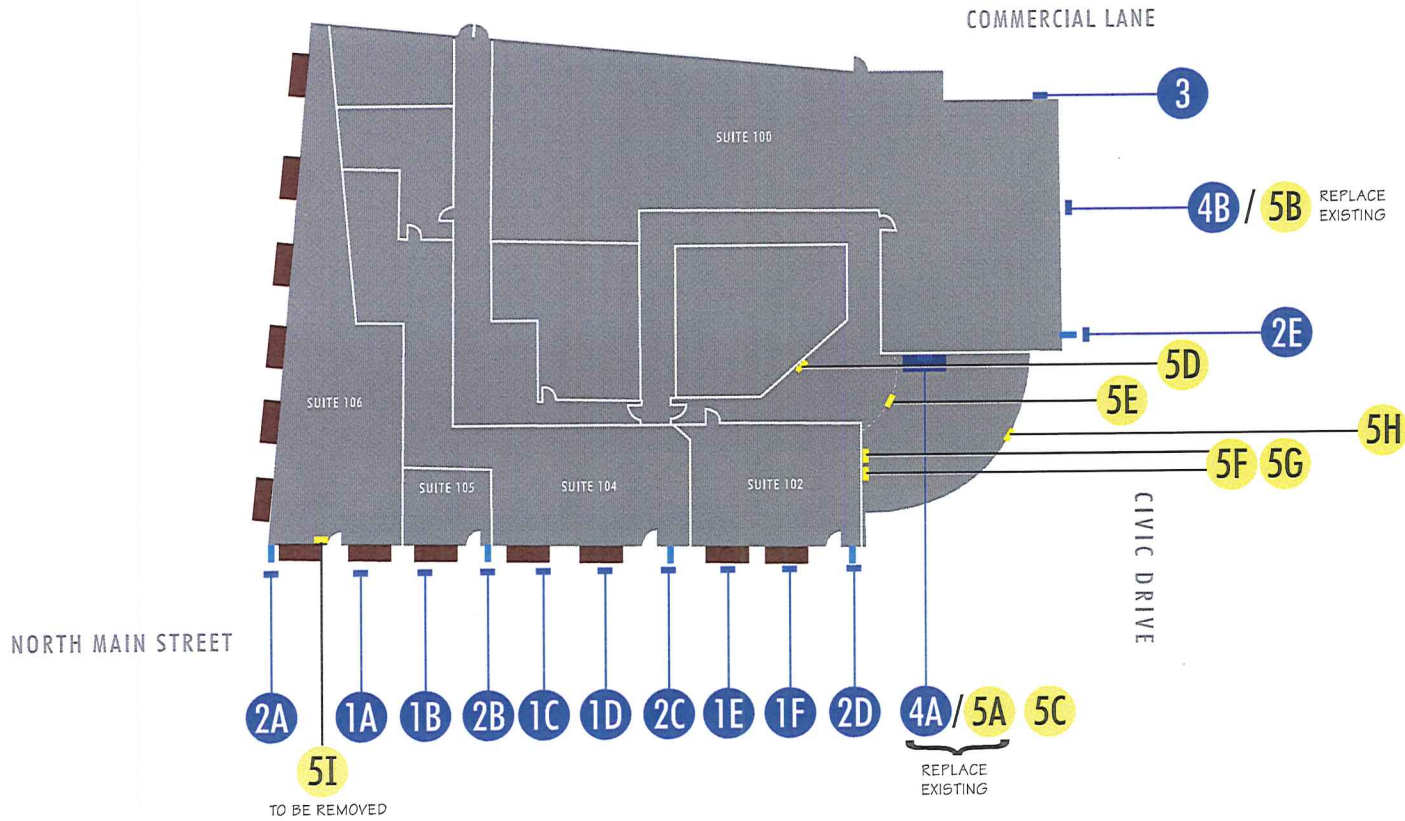 COMMERCIAL LANE
3
SUITE 100
4B / 5B REPLACE
EXISTING
2E
5D
5E
SUITE 106
5H
5F 5G
SUITE 105
SUITE 104
SUITE 102
CIVIC DRIVE
NORTH MAIN STREET
2A 1A 1B 2B 1C 1D 2C 1E 1F 2D 4A / 5A 5C
5I
REPLACE
EXISTING
TO BE REMOVED